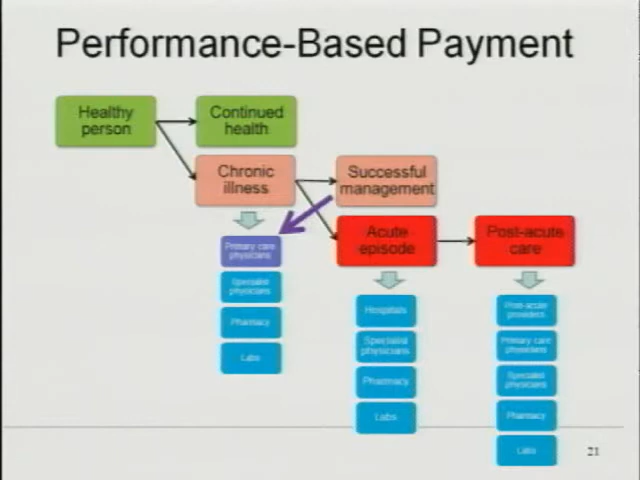 Performance-Based Payment
Healthy
person
Continued
health
Chronic
illness
Successful
management
Acute
episode
Post-acute
care
Primary care
physicians
Specialist
physicians
Pharmacy
Labs
Hospitals
Specialist
physicians
Pharmacy
Labs
Post-acute
providers
Primary care
physicians
Specialist
physicians
Pharmacy
Labs
21